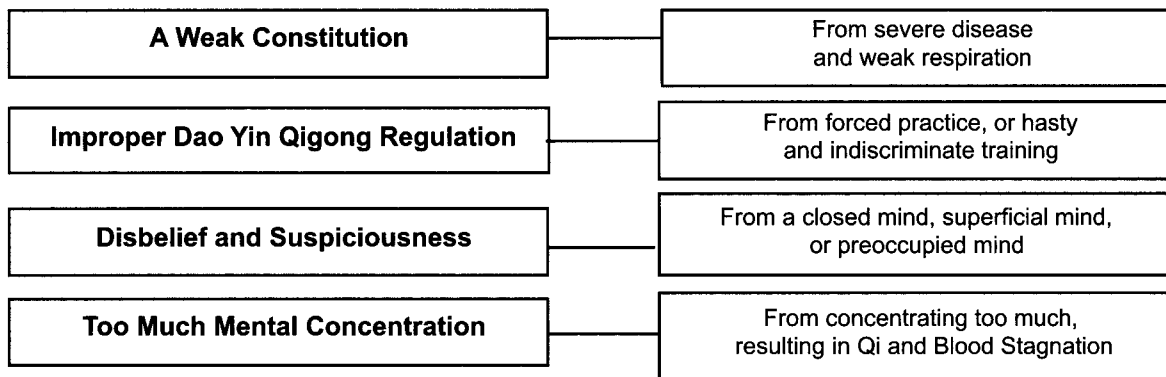 A Weak Constitution
From severe disease
and weak respiration
Improper Dao Yin Qigong Regulation
From forced practice, or hasty
and indiscriminate training
Disbelief and Suspiciousness
From a closed mind, superficial mind,
or preoccupied mind
Too Much Mental Concentration
From concentrating too much,
resulting in Qi and Blood Stagnation